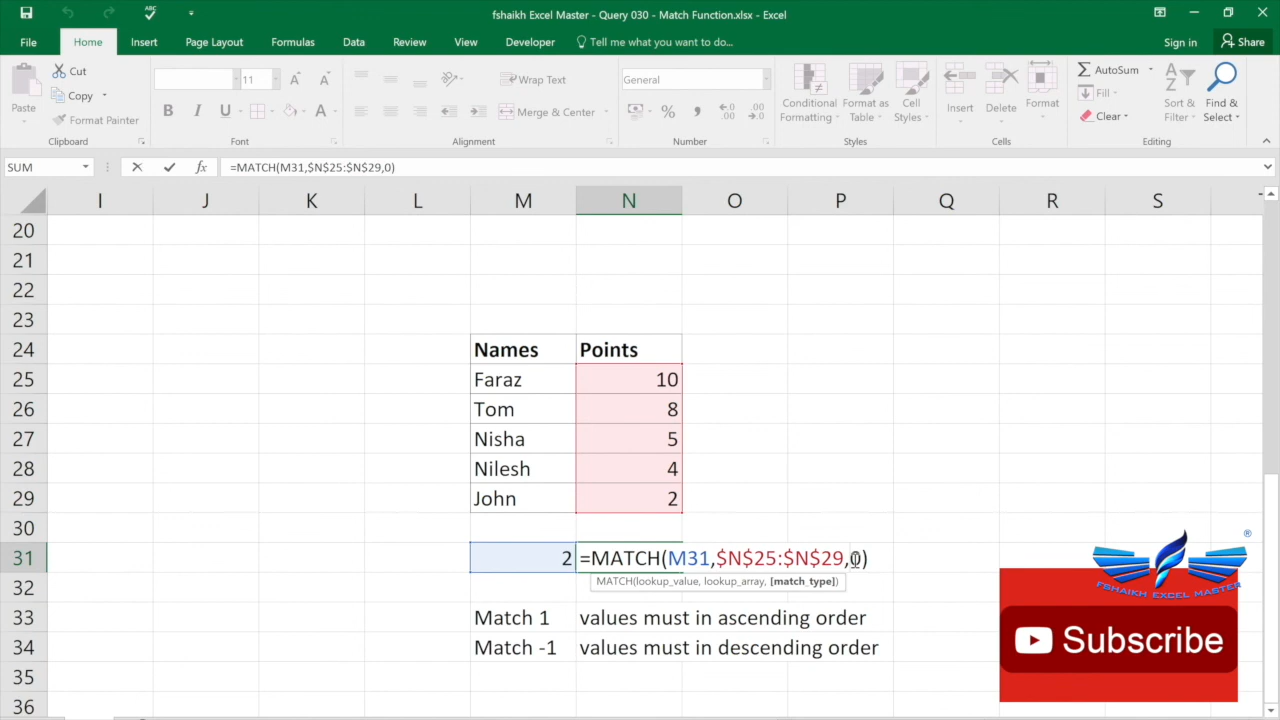 fshaikh Excel Master - Query 030 - Match Function.xlsx - Excel
File Home Insert Page Layout Formulas Data Review View Developer Tell me what you want to do... Sign in Share
Paste
Cut
Copy
Format Painter
Clipboard
11
B I U A
Font
Wrap Text
Merge & Center
Alignment
General
Number
Conditional Formatting
Format as Table
Cell Styles
Styles
Insert
Delete
Format
Cells
AutoSum
Fill
Clear
Sort & Filter
Find & Select
Editing
SUM fx =MATCH(M31,$N$25:$N$29,0)
I J K L M N O P Q R S
20
21
22
23
24 Names Points
25 Faraz 10
26 Tom 8
27 Nisha 5
28 Nilesh 4
29 John 2
30
31 2 =MATCH(M31,$N$25:$N$29,0)
MATCH(lookup_value, lookup_array, [match_type])
32
33 Match 1 values must in ascending order
34 Match -1 values must in descending order
35
36
®
FSHAIKH EXCEL MASTER
Subscribe